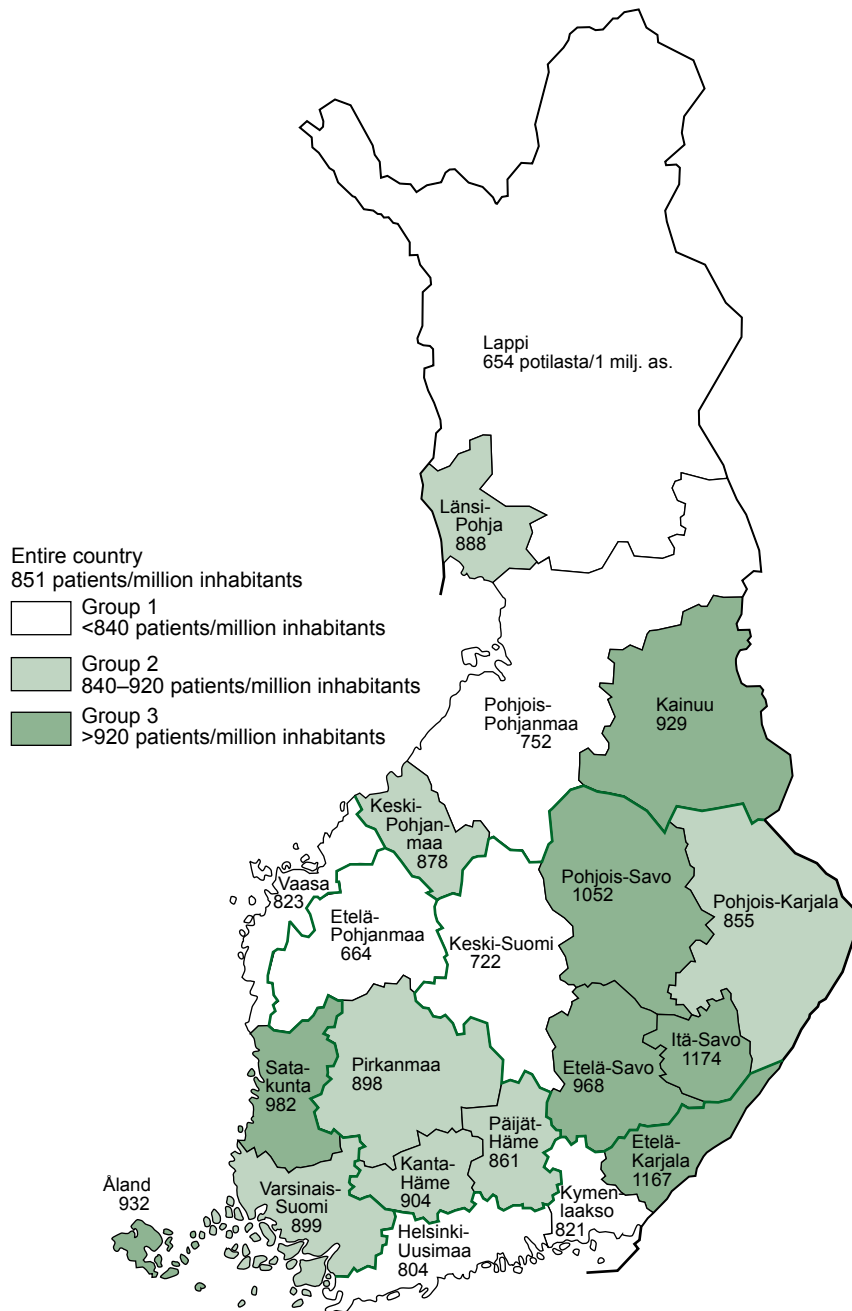 Lappi
654 potilasta/1 milj. as.
Länsi-
Pohja
888
Entire country
851 patients/million inhabitants
Group 1
<840 patients/million inhabitants
Group 2
840–920 patients/million inhabitants
Group 3
>920 patients/million inhabitants
Pohjois-
Pohjanmaa
752
Kainuu
929
Keski-
Pohjan-
maa
878
Vaasa
823
Etelä-
Pohjanmaa
664
Keski-Suomi
722
Pohjois-Savo
1052
Pohjois-Karjala
855
Sata-
kunta
982
Pirkanmaa
898
Etelä-Savo
968
Itä-Savo
1174
Päijät-
Häme
861
Etelä-
Karjala
1167
Kanta-
Häme
904
Åland
932
Varsinais-
Suomi
899
Kymen-
laakso
821
Helsinki-
Uusimaa
804